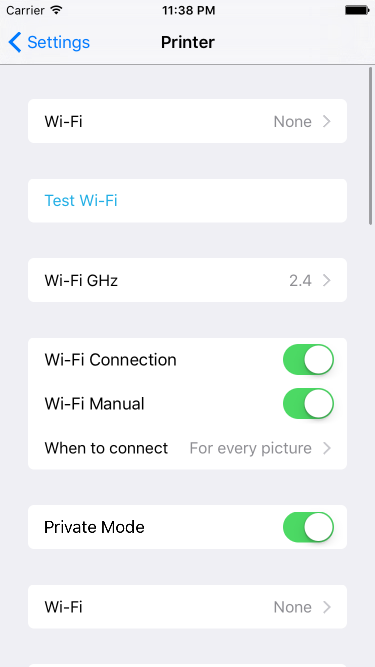 Carrier 11:38 PM
Settings Printer
Wi-Fi None
Test Wi-Fi
Wi-Fi GHz 2.4
Wi-Fi Connection
Wi-Fi Manual
When to connect For every picture
Private Mode
Wi-Fi None